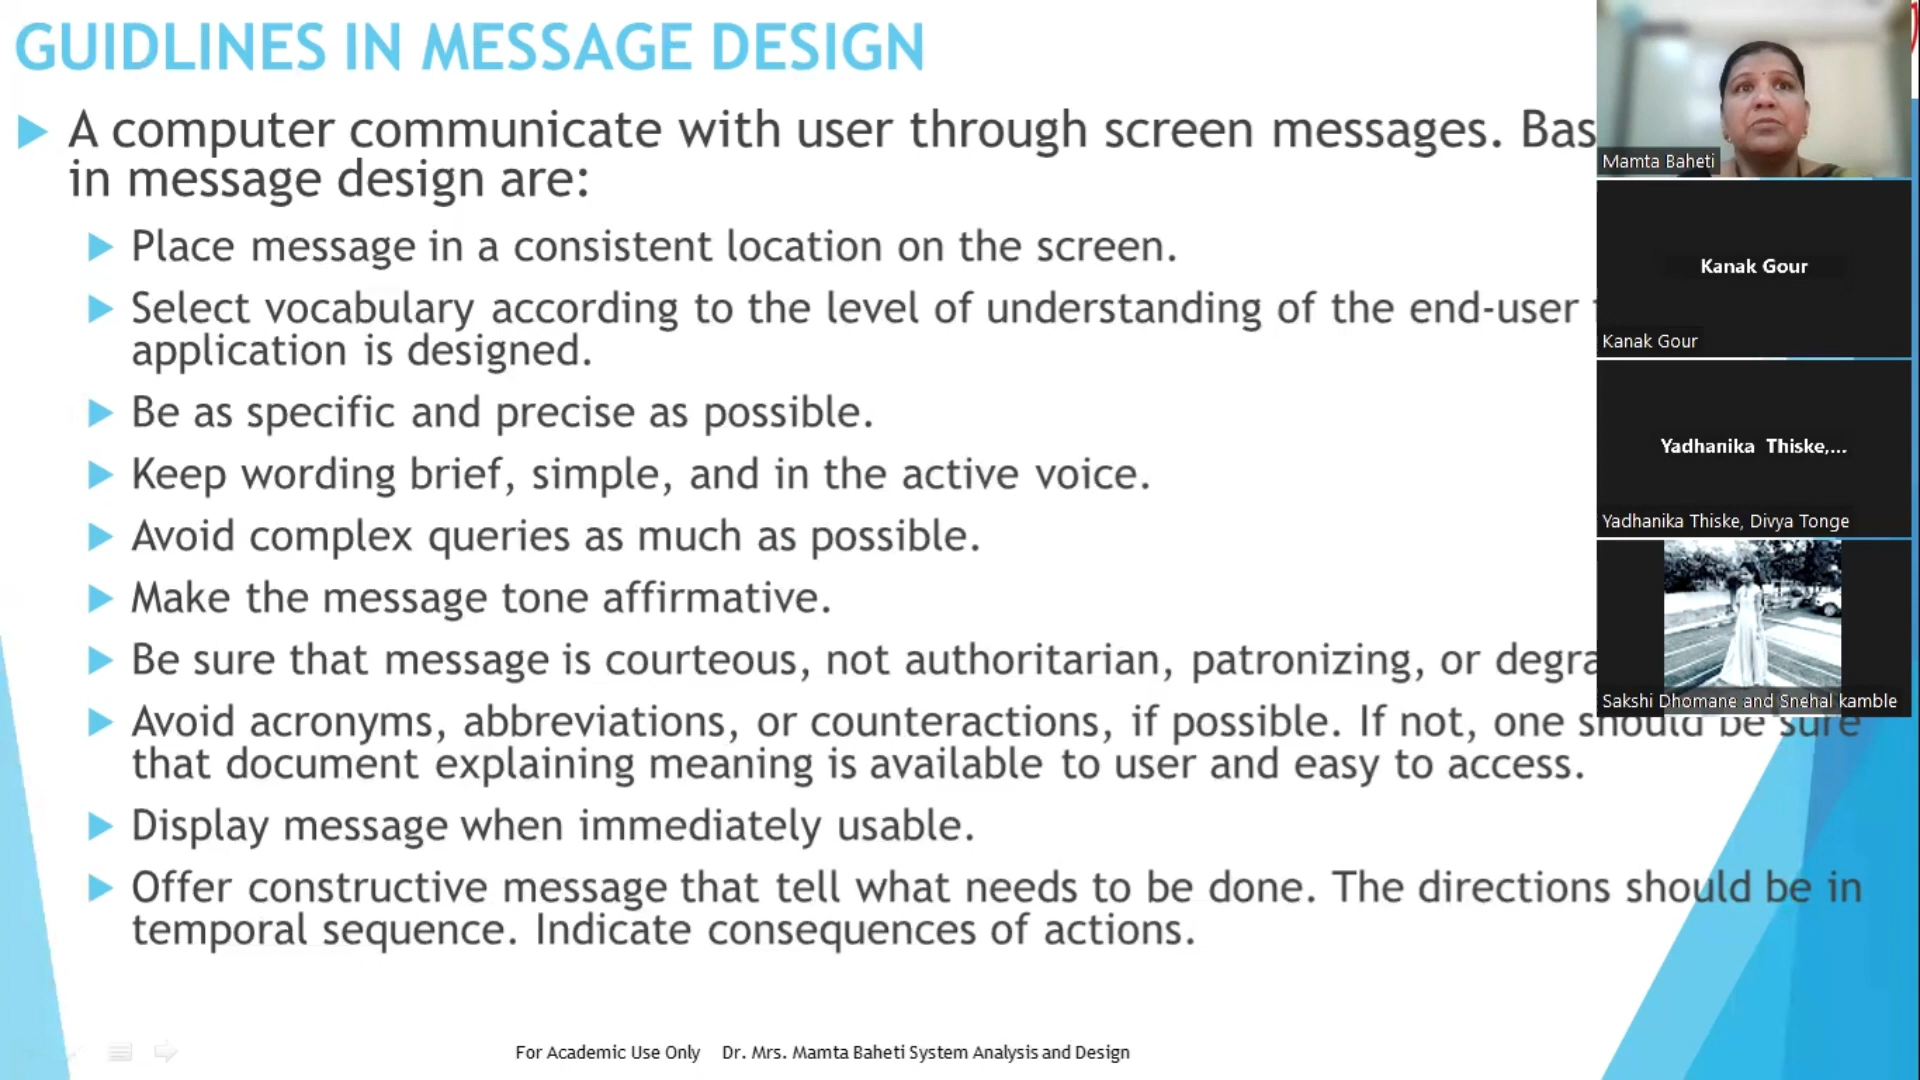 GUIDLINES IN MESSAGE DESIGN
A computer communicate with user through screen messages.
in message design are:
Place message in a consistent location on the screen.
Select vocabulary according to the level of understanding of the end-user
application is designed.
Be as specific and precise as possible.
Keep wording brief, simple, and in the active voice.
Avoid complex queries as much as possible.
Make the message tone affirmative.
Be sure that message is courteous, not authoritarian, patronizing, or
Avoid acronyms, abbreviations, or counteractions, if possible. If not, one should be sure
that document explaining meaning is available to user and easy to access.
Display message when immediately usable.
Offer constructive message that tell what needs to be done. The directions should be in
temporal sequence. Indicate consequences of actions.
For Academic Use Only Dr. Mrs. Mamta Baheti System Analysis and Design
Mamta Baheti
Kanak Gour
Kanak Gour
Yadhanika Thiske,...
Yadhanika Thiske, Divya Tonge
Sakshi Dhomane and Snehal kamble